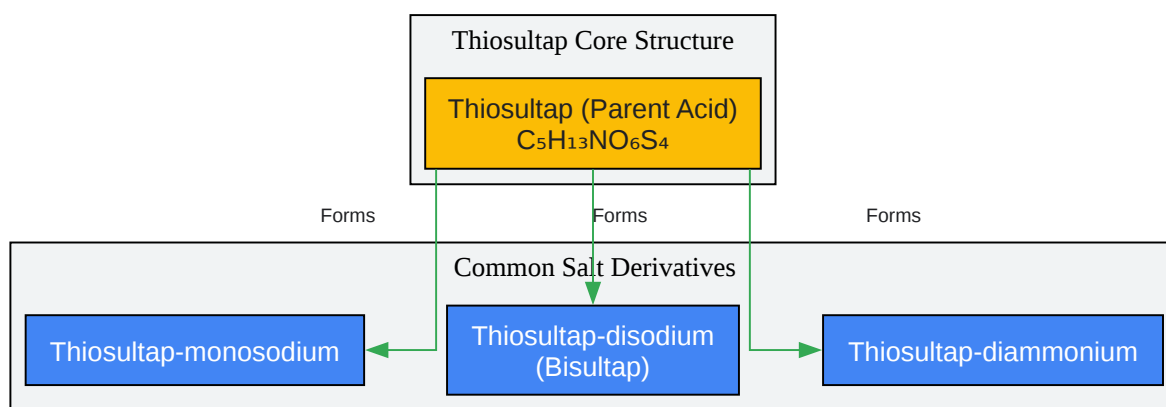 Thiosultap Core Structure
Thiosultap (Parent Acid)
C₅H₁₃NO₆S₄
Forms
Forms
Forms
Common Salt Derivatives
Thiosultap-monosodium
Thiosultap-disodium
(Bisultap)
Thiosultap-diammonium